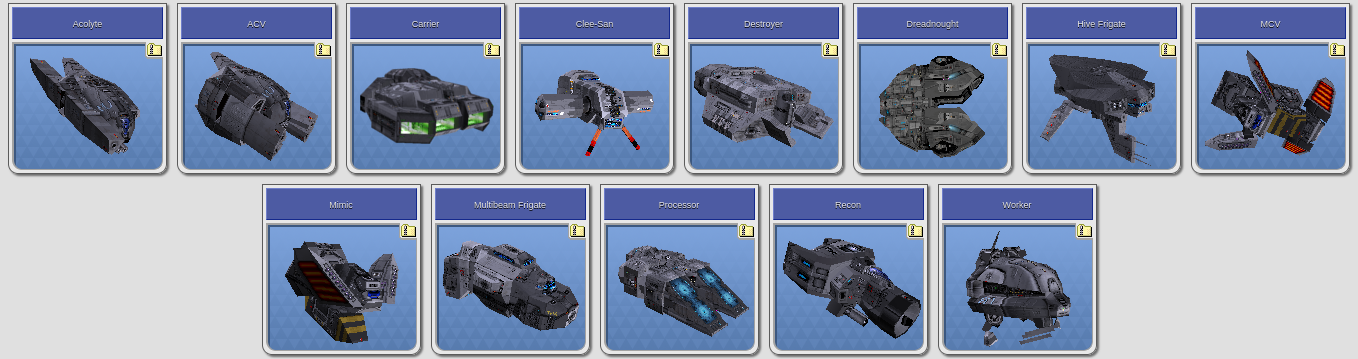 Acolyte
ACV
Carrier
Clee-San
Destroyer
Dreadnought
Hive Frigate
MCV
Mimic
Multibeam Frigate
Processor
Recon
Worker